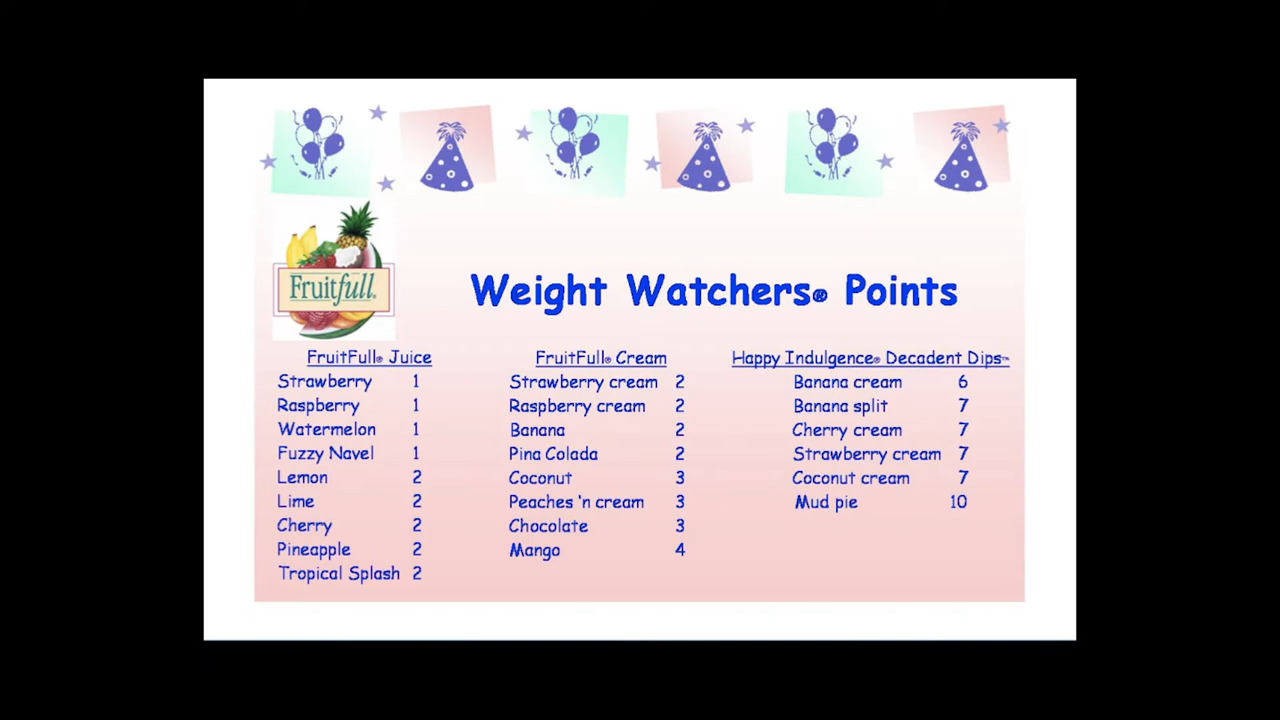 Fruitfull®
Weight Watchers® Points
FruitFull® Juice
Strawberry 1
Raspberry 1
Watermelon 1
Fuzzy Navel 1
Lemon 2
Lime 2
Cherry 2
Pineapple 2
Tropical Splash 2
FruitFull® Cream
Strawberry cream 2
Raspberry cream 2
Banana 2
Pina Colada 2
Coconut 3
Peaches 'n cream 3
Chocolate 3
Mango 4
Happy Indulgence® Decadent Dips™
Banana cream 6
Banana split 7
Cherry cream 7
Strawberry cream 7
Coconut cream 7
Mud pie 10